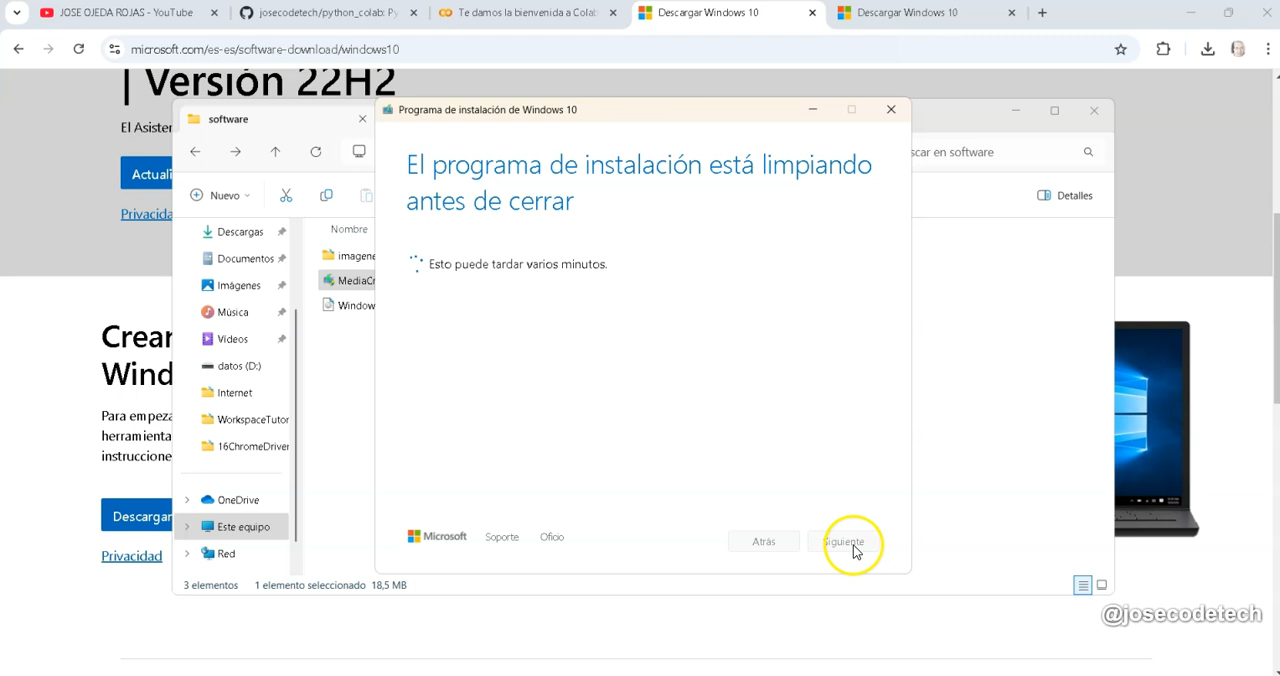 JOSE OJEDA ROJAS - YouTube
josecodetech/python_colab: Py
Te damos la bienvenida a Colab
Descargar Windows 10
Descargar Windows 10
microsoft.com/es-es/software-download/windows10
| Versión 22H2
El Asisten
Actuali
Privacida
Crear
Wind
Para empeza
herramienta
instruccione
Descargar
Privacidad
software
scar en software
Nuevo
Detalles
Nombre
Descargas
Documentos
Imágenes
Música
Vídeos
datos (D:)
Internet
WorkspaceTutor
16ChromeDriver
OneDrive
Este equipo
Red
imagene
MediaCr
Window
3 elementos
1 elemento seleccionado 18,5 MB
Programa de instalación de Windows 10
El programa de instalación está limpiando
antes de cerrar
Esto puede tardar varios minutos.
Microsoft
Soporte
Oficio
Atrás
Siguiente
@josecodetech